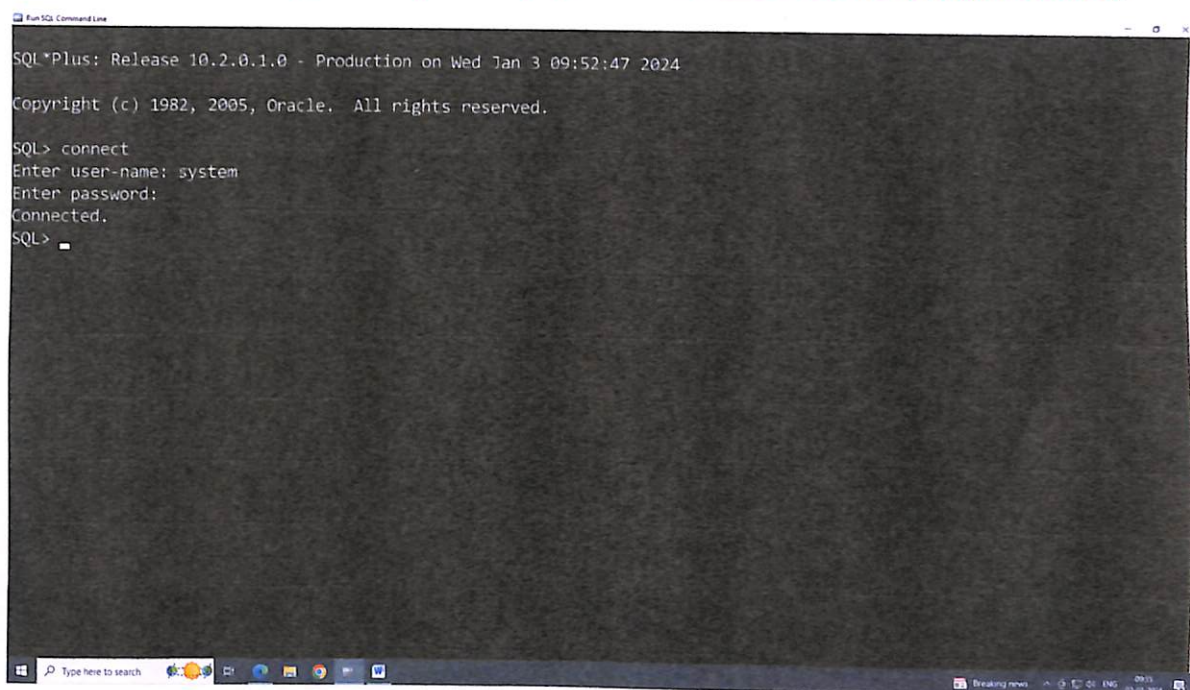 Run SQL Command Line
SQL*Plus: Release 10.2.0.1.0 - Production on Wed Jan 3 09:52:47 2024
Copyright (c) 1982, 2005, Oracle.  All rights reserved.
SQL> connect
Enter user-name: system
Enter password:
Connected.
SQL>
Type here to search
Breaking news
ENG
09:55